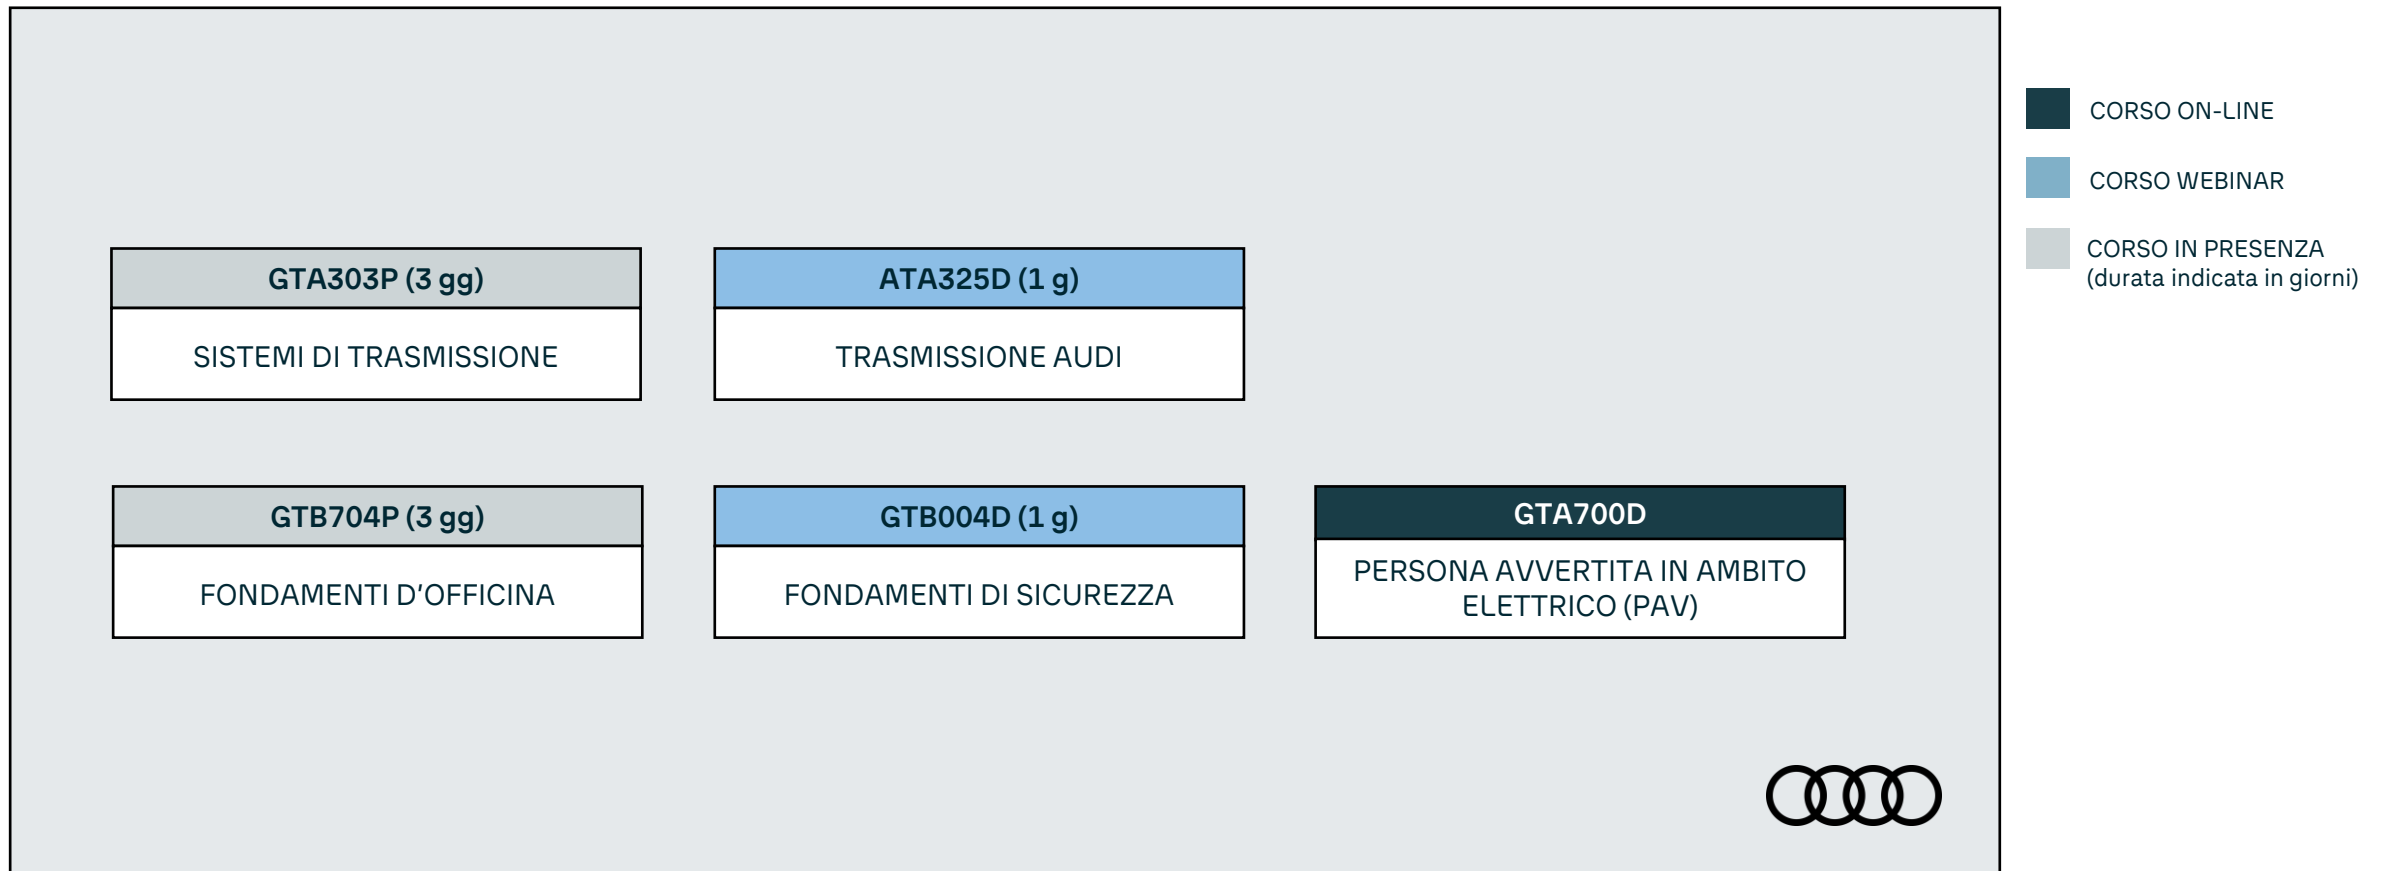 CORSO ON-LINE
CORSO WEBINAR
CORSO IN PRESENZA
(durata indicata in giorni)
GTA303P (3 gg)
SISTEMI DI TRASMISSIONE
ATA325D (1 g)
TRASMISSIONE AUDI
GTB704P (3 gg)
FONDAMENTI D'OFFICINA
GTB004D (1 g)
FONDAMENTI DI SICUREZZA
GTA700D
PERSONA AVVERTITA IN AMBITO
ELETTRICO (PAV)